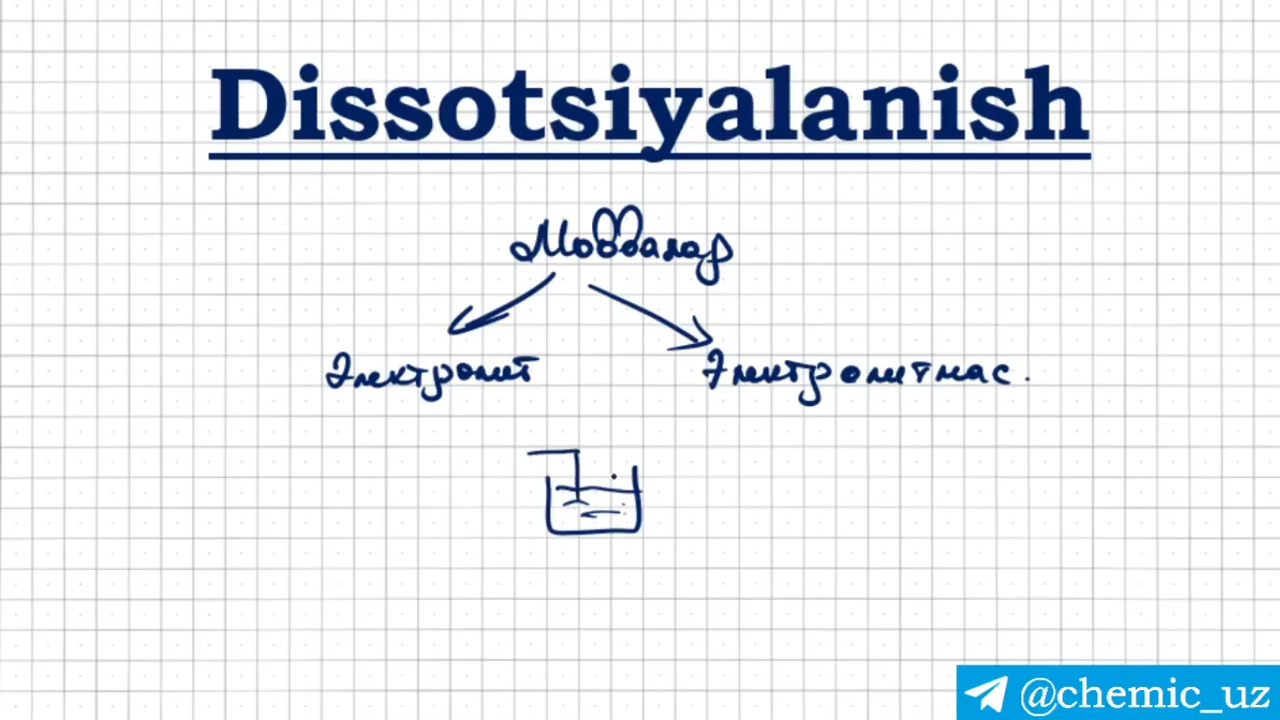 Dissotsiyalanish
Моддалар
Электролит Электролитмас.
@chemic_uz